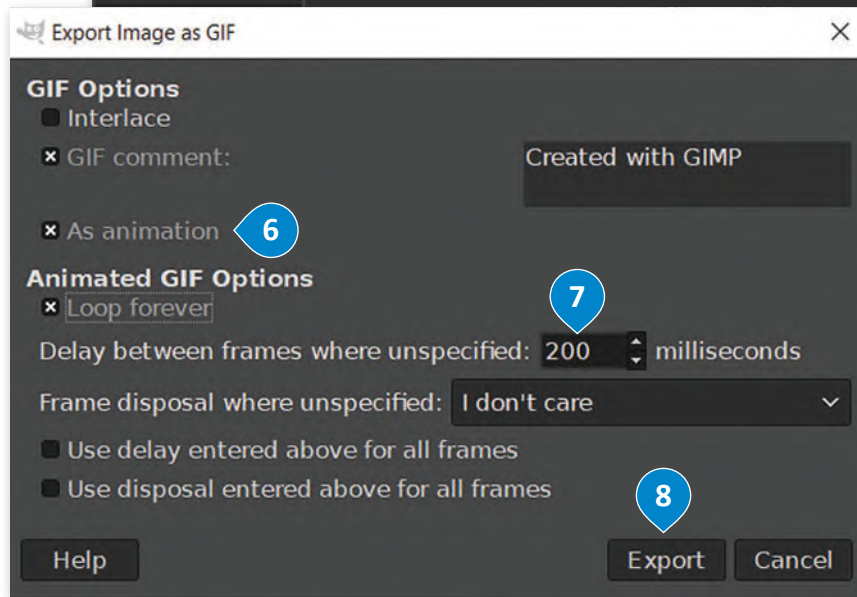 Export Image as GIF
GIF Options
Interlace
GIF comment:
Created with GIMP
As animation
6
Animated GIF Options
Loop forever
7
Delay between frames where unspecified: 200 milliseconds
Frame disposal where unspecified: I don't care
Use delay entered above for all frames
Use disposal entered above for all frames
8
Help
Export
Cancel